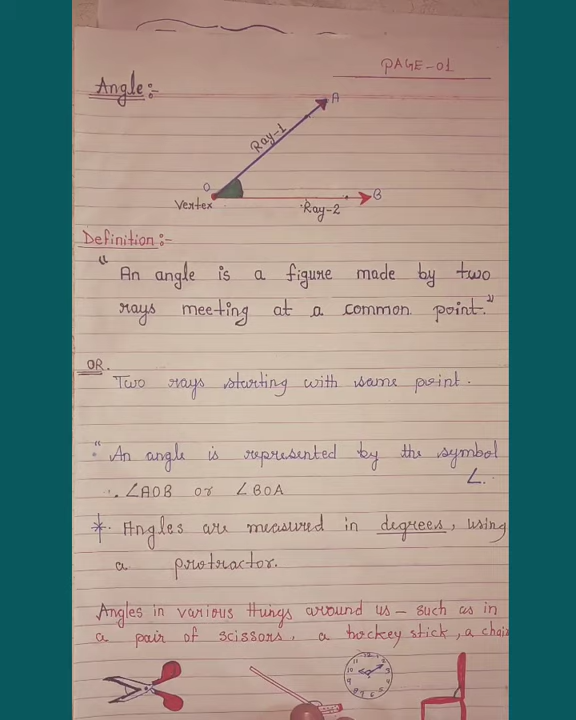 PAGE-01
Angle:-
A
Ray-1
O
B
Vertex
Ray-2
Definition:-
"An angle is a figure made by two
rays meeting at a common point."
OR.
Two rays starting with same point.
"An angle is represented by the symbol
∠.
∴ ∠AOB or ∠BOA
* Angles are measured in degrees, using
a protractor.
Angles in various things around us – such as in
a pair of scissors, a hockey stick, a chair